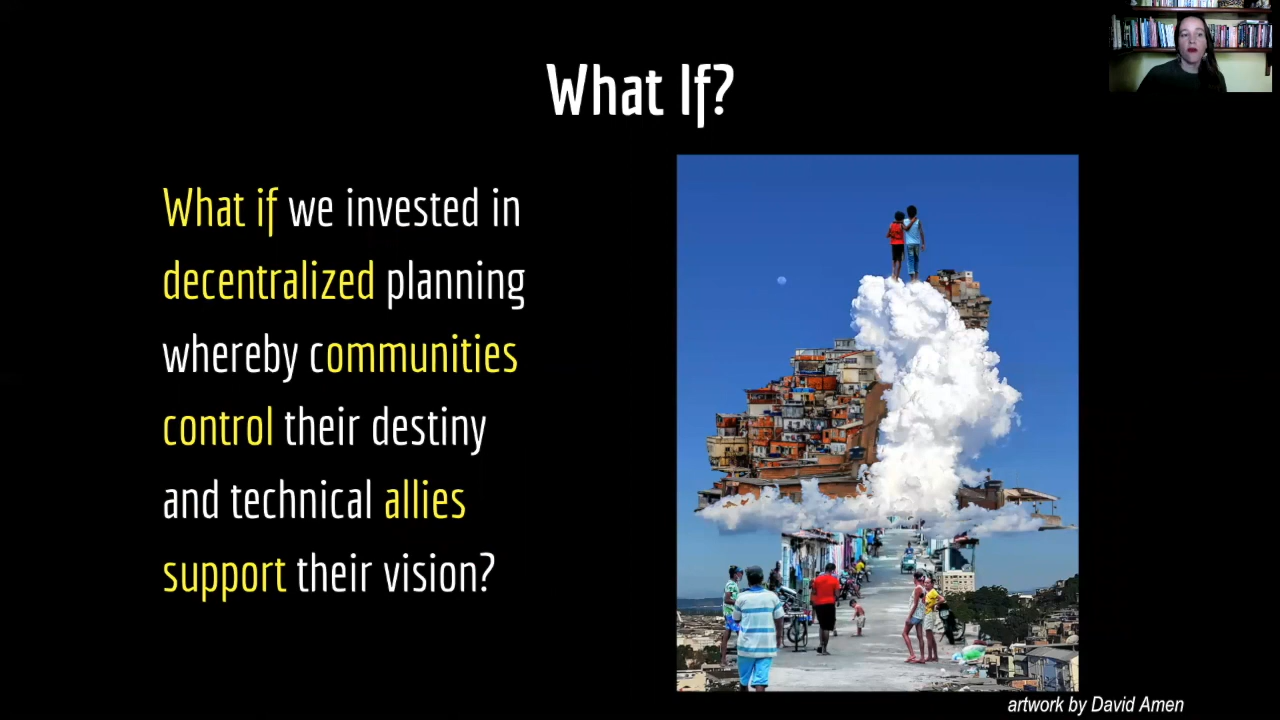 What If?
What if we invested in
decentralized planning
whereby communities
control their destiny
and technical allies
support their vision?
artwork by David Amen